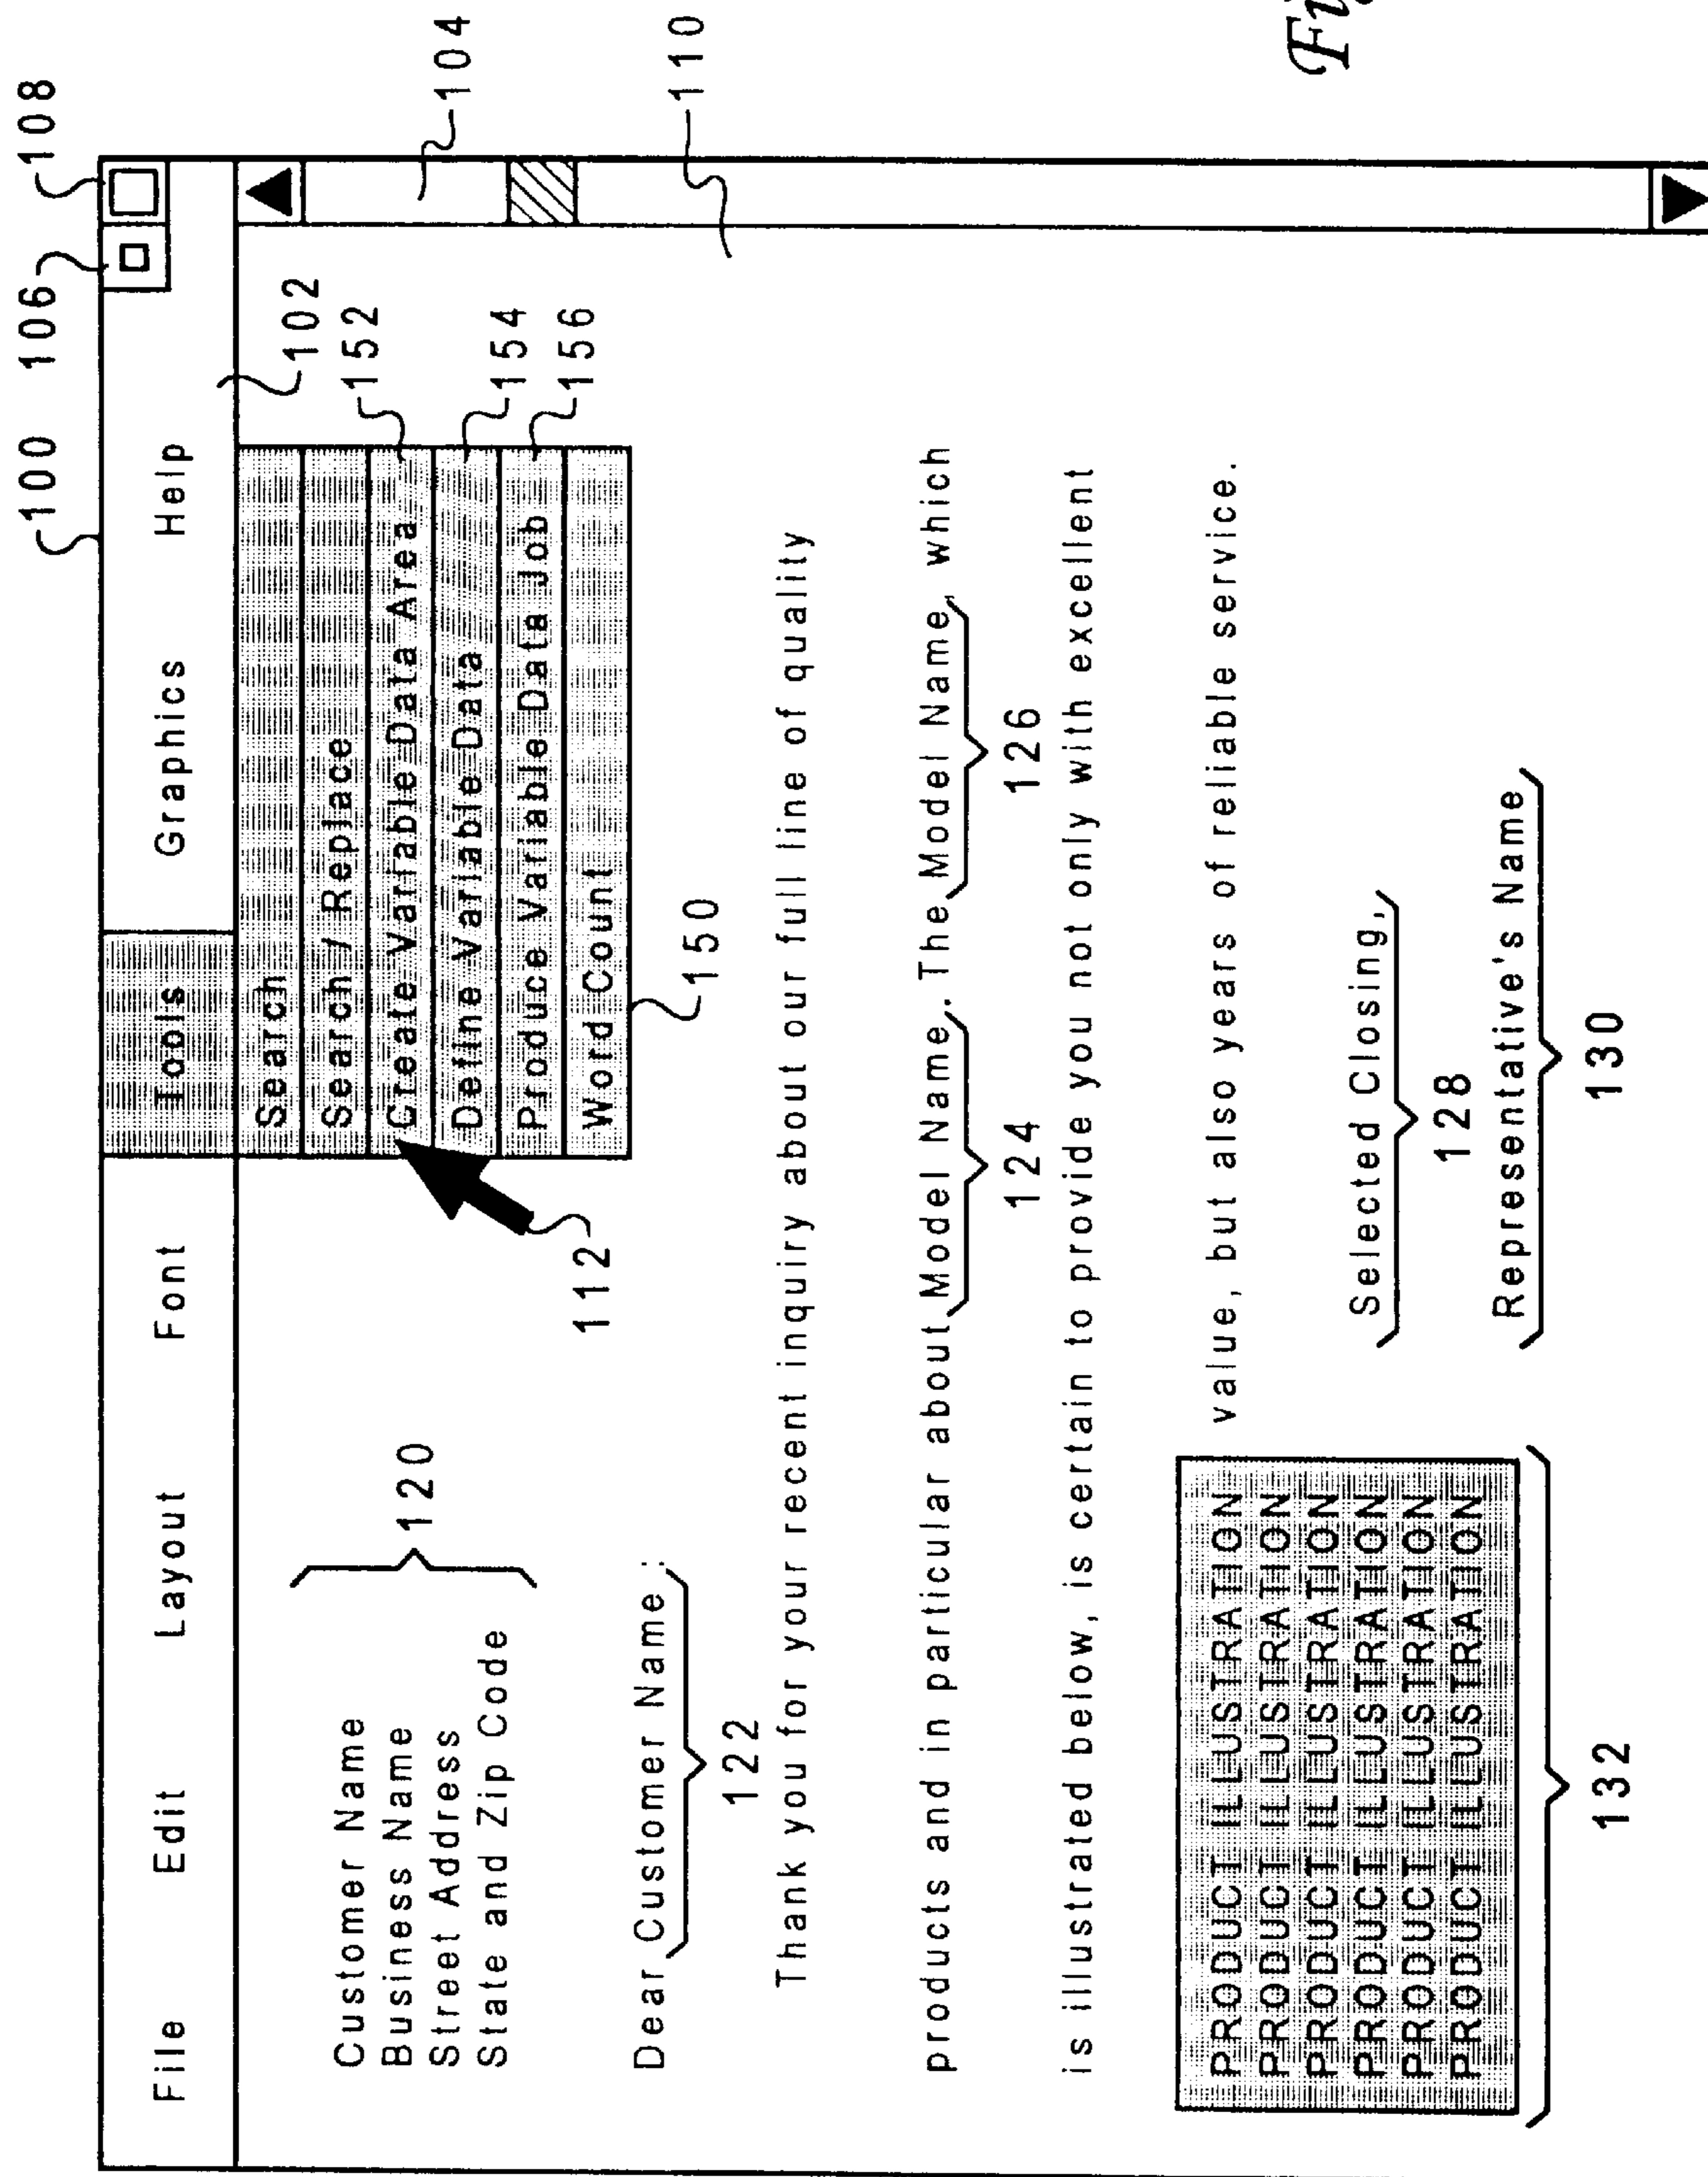 100 106 108
File Edit Layout Font Tools Graphics Help
102
104
110
Search
Search / Replace
Create Variable Data Area 152
Define Variable Data 154
Produce Variable Data Job 156
Word Count
150
112
Customer Name
Business Name
Street Address
State and Zip Code
120
Dear Customer Name :
122
Thank you for your recent inquiry about our full line of quality
products and in particular about Model Name. The Model Name, which
124 126
is illustrated below, is certain to provide you not only with excellent
value, but also years of reliable service.
PRODUCT ILLUSTRATION
PRODUCT ILLUSTRATION
PRODUCT ILLUSTRATION
PRODUCT ILLUSTRATION
PRODUCT ILLUSTRATION
PRODUCT ILLUSTRATION
132
Selected Closing,
128
Representative's Name
130